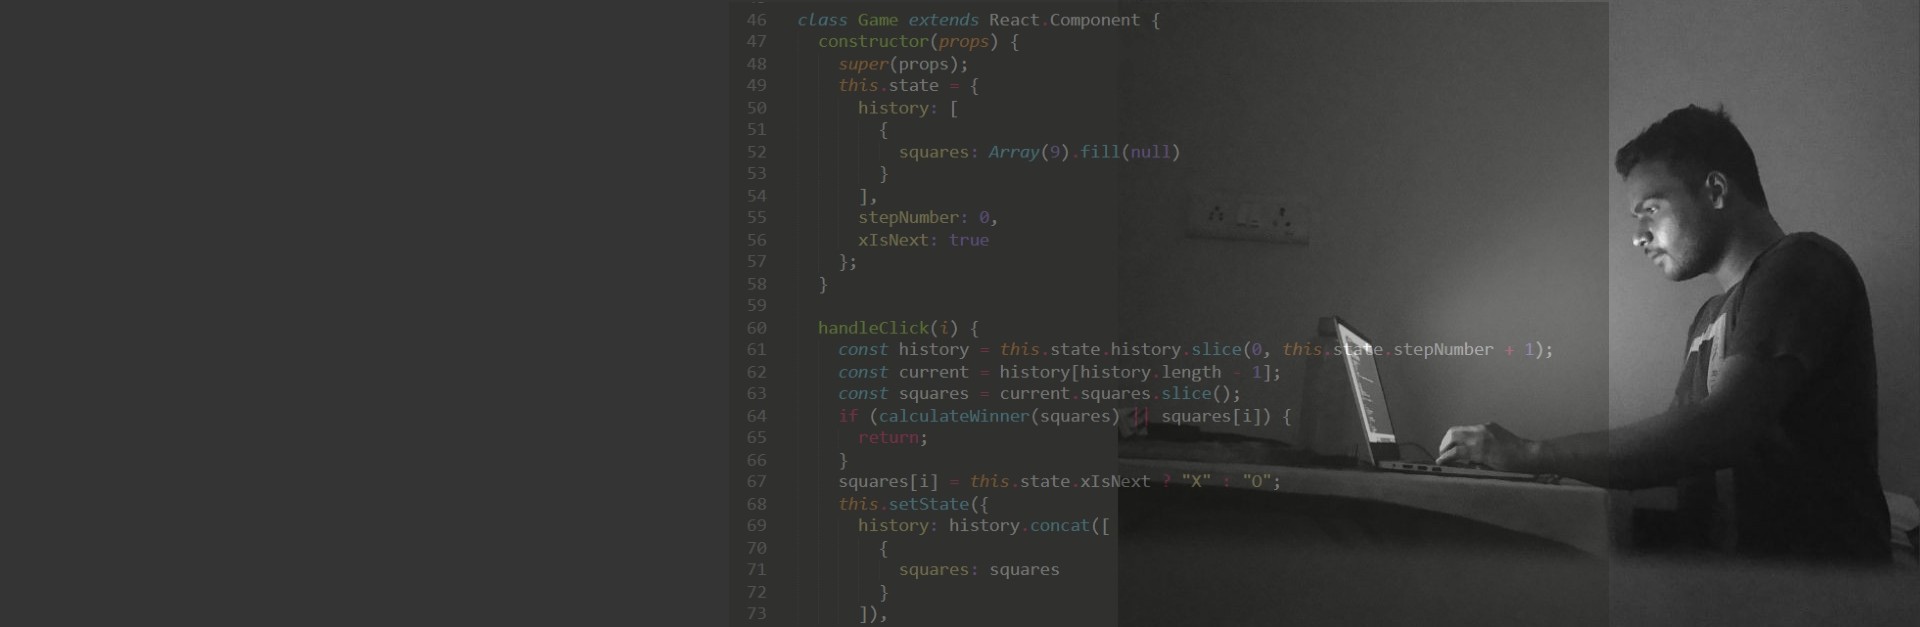 46 class Game extends React.Component {
47 constructor(props) {
48 super(props);
49 this.state = {
50 history: [
51 {
52 squares: Array(9).fill(null)
53 }
54 ],
55 stepNumber: 0,
56 xIsNext: true
57 };
58 }
59
60 handleClick(i) {
61 const history = this.state.history.slice(0, this.state.stepNumber + 1);
62 const current = history[history.length - 1];
63 const squares = current.squares.slice();
64 if (calculateWinner(squares) || squares[i]) {
65 return;
66 }
67 squares[i] = this.state.xIsNext ? "X" : "O";
68 this.setState({
69 history: history.concat([
70 {
71 squares: squares
72 }
73 ]),